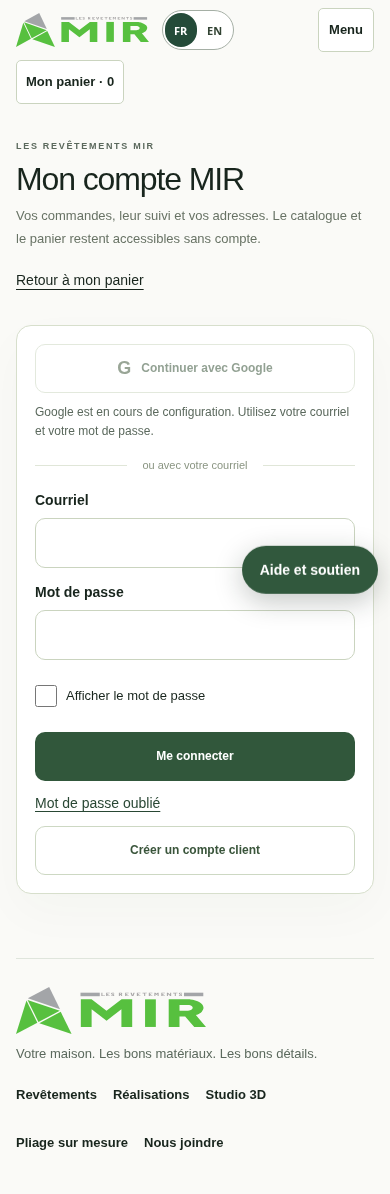 LES REVETEMENTS
MIR
FR EN
Menu
Mon panier · 0
LES REVÊTEMENTS MIR
Mon compte MIR
Vos commandes, leur suivi et vos adresses. Le catalogue et
le panier restent accessibles sans compte.
Retour à mon panier
G Continuer avec Google
Google est en cours de configuration. Utilisez votre courriel
et votre mot de passe.
ou avec votre courriel
Courriel
Aide et soutien
Mot de passe
Afficher le mot de passe
Me connecter
Mot de passe oublié
Créer un compte client
LES REVETEMENTS
MIR
Votre maison. Les bons matériaux. Les bons détails.
Revêtements Réalisations Studio 3D
Pliage sur mesure Nous joindre